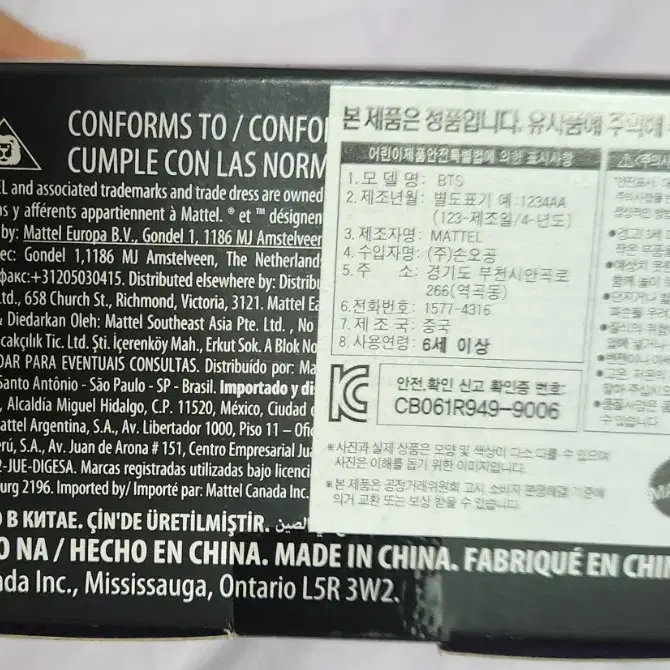 CONFORMS TO / CONFO
CUMPLE CON LAS NORM
EL and associated trademarks and trade dress are owned
s y afférents appartiennent à Mattel. ® et ™ désignen
by: Mattel Europa B.V., Gondel 1, 1186 MJ Amstelveen
ec: Gondel 1,1186 MJ Amstelveen, The Netherland
факс:+31205030415. Distributed elsewhere by: Distribu
Ltd., 658 Church St., Richmond, Victoria, 3121. Mattel Ea
& Diedarkan Oleh: Mattel Southeast Asia Pte. Ltd. , No
cakçılık Tic. Ltd. Şti. İçerenköy Mah., Erkut Sok. A Blok No
DAR PARA EVENTUAIS CONSULTAS. Distribuído por: Ma
Santo Antônio - São Paulo - SP - Brasil. Importado y di
, Alcaldía Miguel Hidalgo, C.P. 11520, México, Ciudad
attel Argentina, S.A., Av. Libertador 1000, Piso 11 – Ofi
erú, S.A., Av. Juan de Arona # 151, Centro Empresarial Jua
2-JUE-DIGESA. Marcas registradas utilizadas bajo licenci
urg 2196. Imported by/ Importé par: Mattel Canada Inc.
O В КИТАЕ. ÇİN'DE ÜRETİLMİŞTİR.
O NA / HECHO EN CHINA. MADE IN CHINA. FABRIQUÉ EN CHIN
ada Inc., Mississauga, Ontario L5R 3W2.
본 제품은 정품입니다. 유사품에 주의하
어린이제품안전특별법에 의한 표시사항
1. 모 델 명: BTS
2. 제조년월: 별도표기 예.1234AA
(123-제조일/4-년도)
3. 제조자명: MATTEL
4. 수입자명: (주)손오공
5. 주 소: 경기도 부천시안곡로
266(역곡동)
6. 전화번호: 1577-4316
7. 제 조 국: 중국
8. 사용연령: 6세 이상
안전.확인 신고 확인증 번호:
CB061R949-9006
※사진과 실제 상품은 모양 및 색상이 다소 다를 수 있으며
사진은 이해를 돕기 위한 이미지입니다.
※본 제품은 공정거래위원회 고시 소비자 분쟁해결 기준에
의거 교환 또는 보상 받을 수 있습니다.